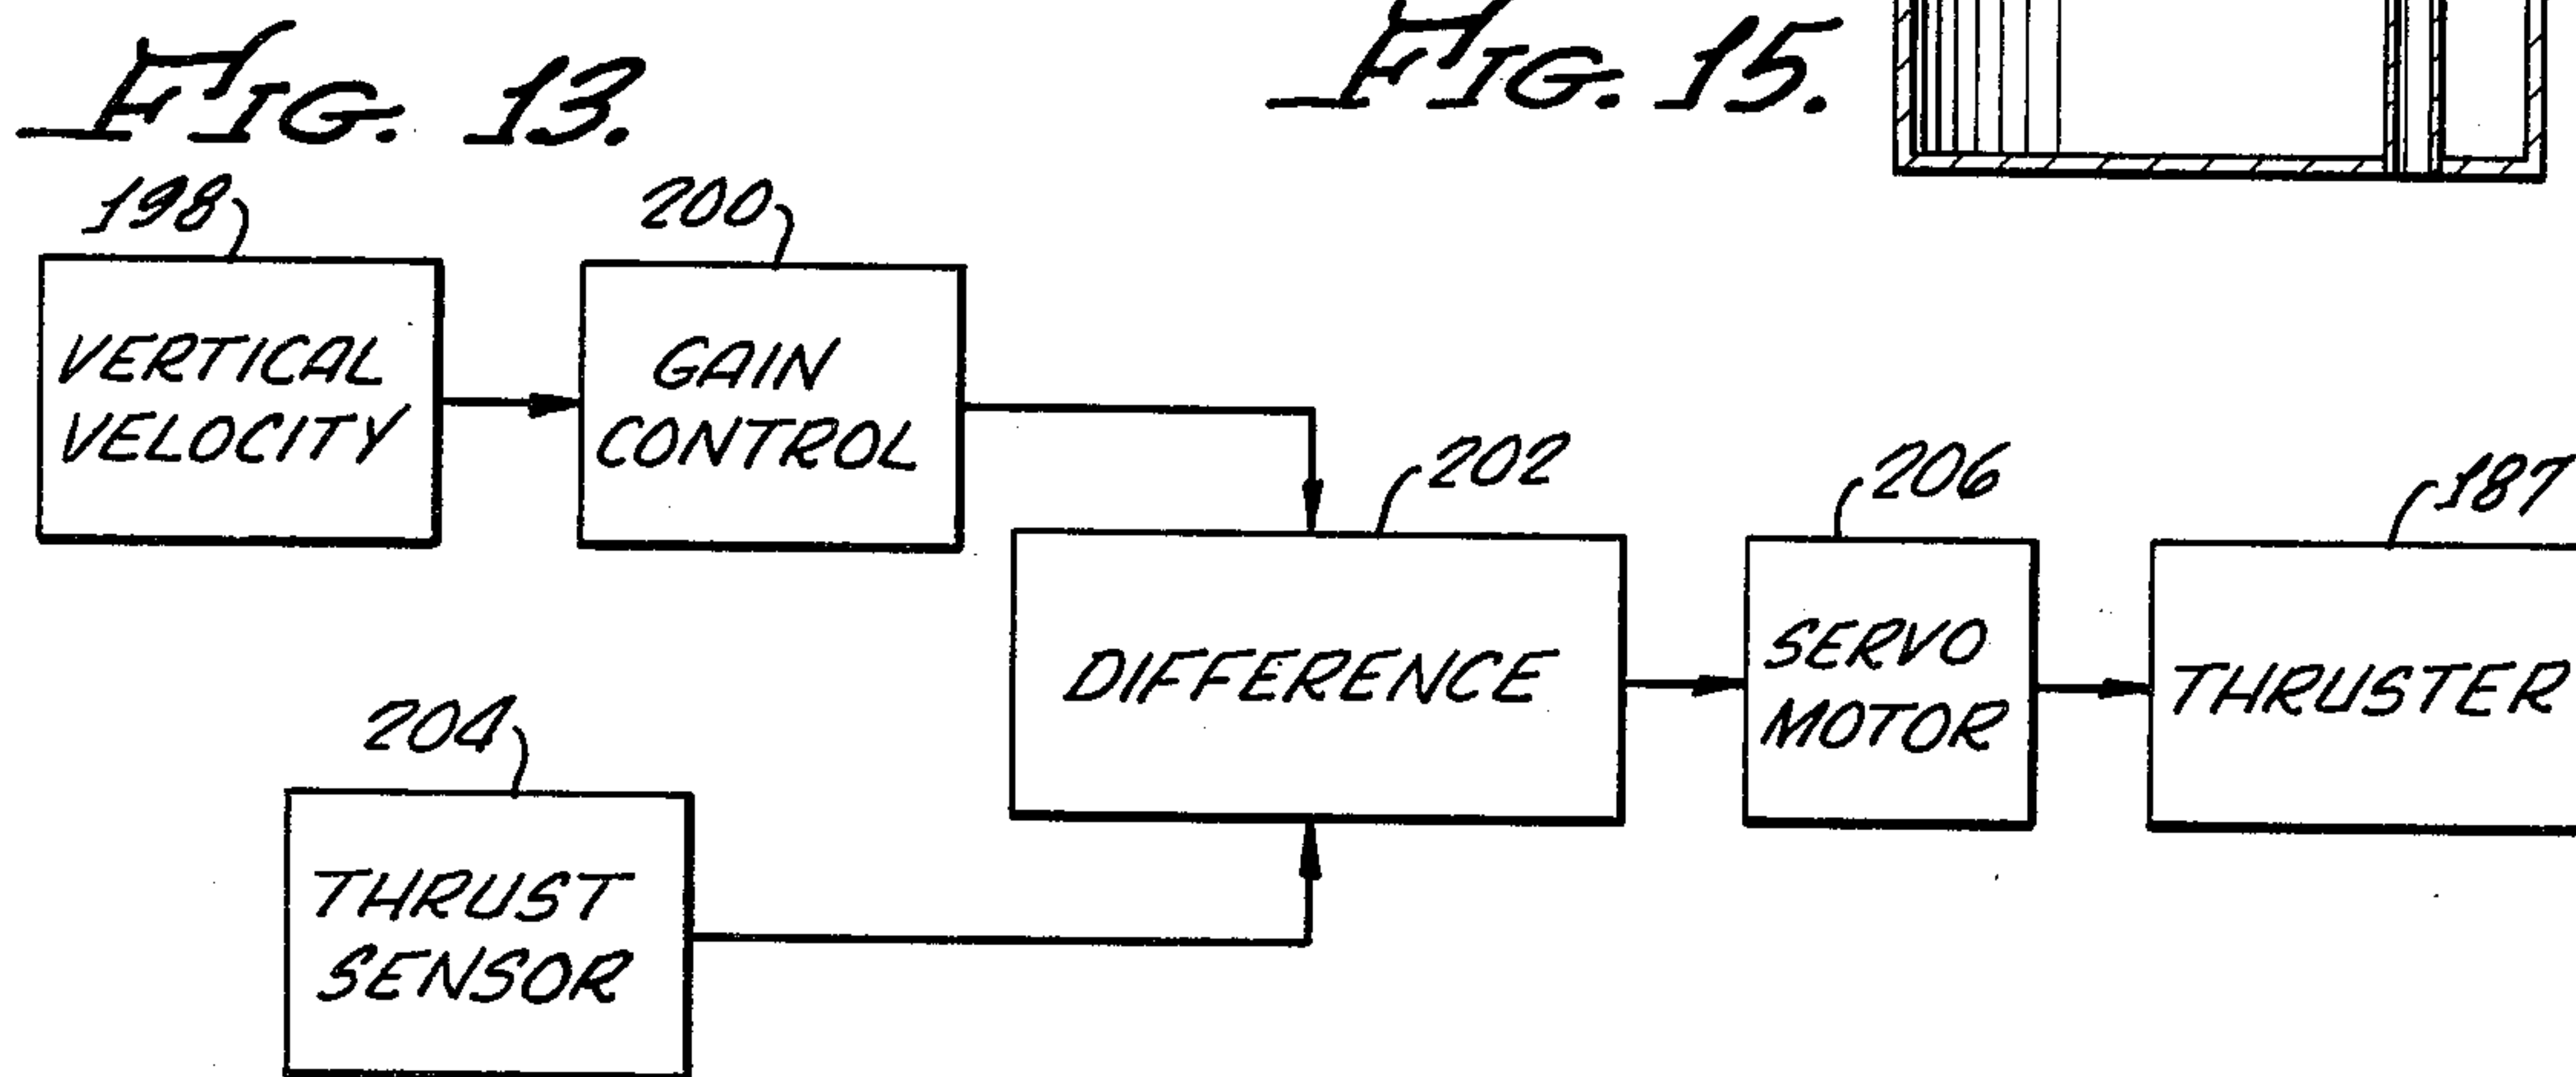 FIG. 13.
FIG. 15.
198
200
VERTICAL
VELOCITY
GAIN
CONTROL
202
206
187
DIFFERENCE
SERVO
MOTOR
THRUSTER
204
THRUST
SENSOR